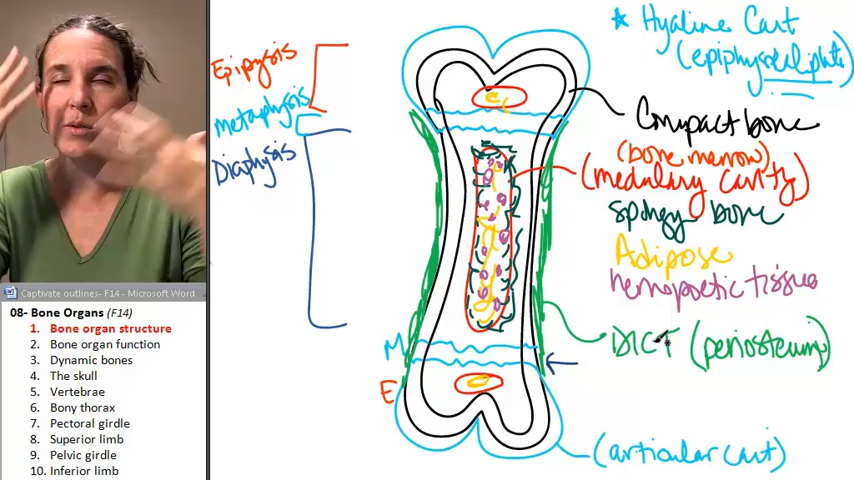 Epipysis
metaphysis
Diaphysis
* Hyaline Cart
(epiphyseal plate)
Compact bone
(bone marrow)
(medulary cavity)
spongy bone
Adipose
hemopoetic tissue
DICT (periosteum)
M
E
(articular cart)
Captivate outlines- F14 - Microsoft Word
08- Bone Organs (F14)
1. Bone organ structure
2. Bone organ function
3. Dynamic bones
4. The skull
5. Vertebrae
6. Bony thorax
7. Pectoral girdle
8. Superior limb
9. Pelvic girdle
10. Inferior limb